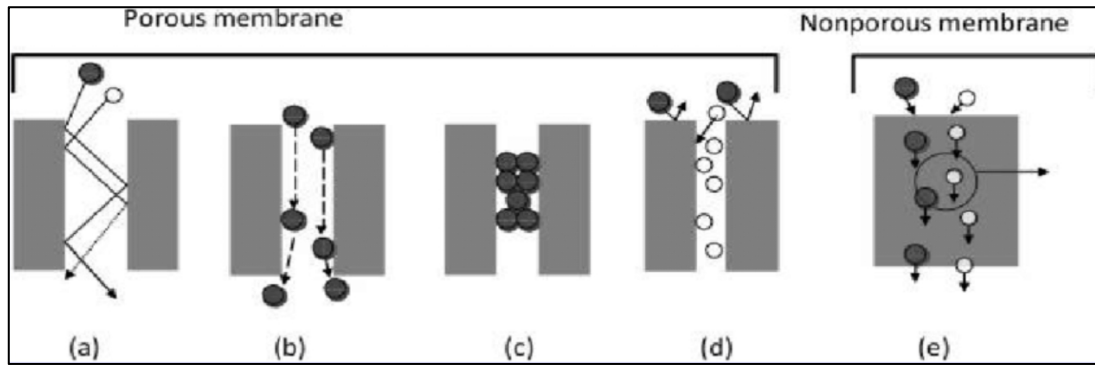 Porous membrane
Nonporous membrane
(a)
(b)
(c)
(d)
(e)